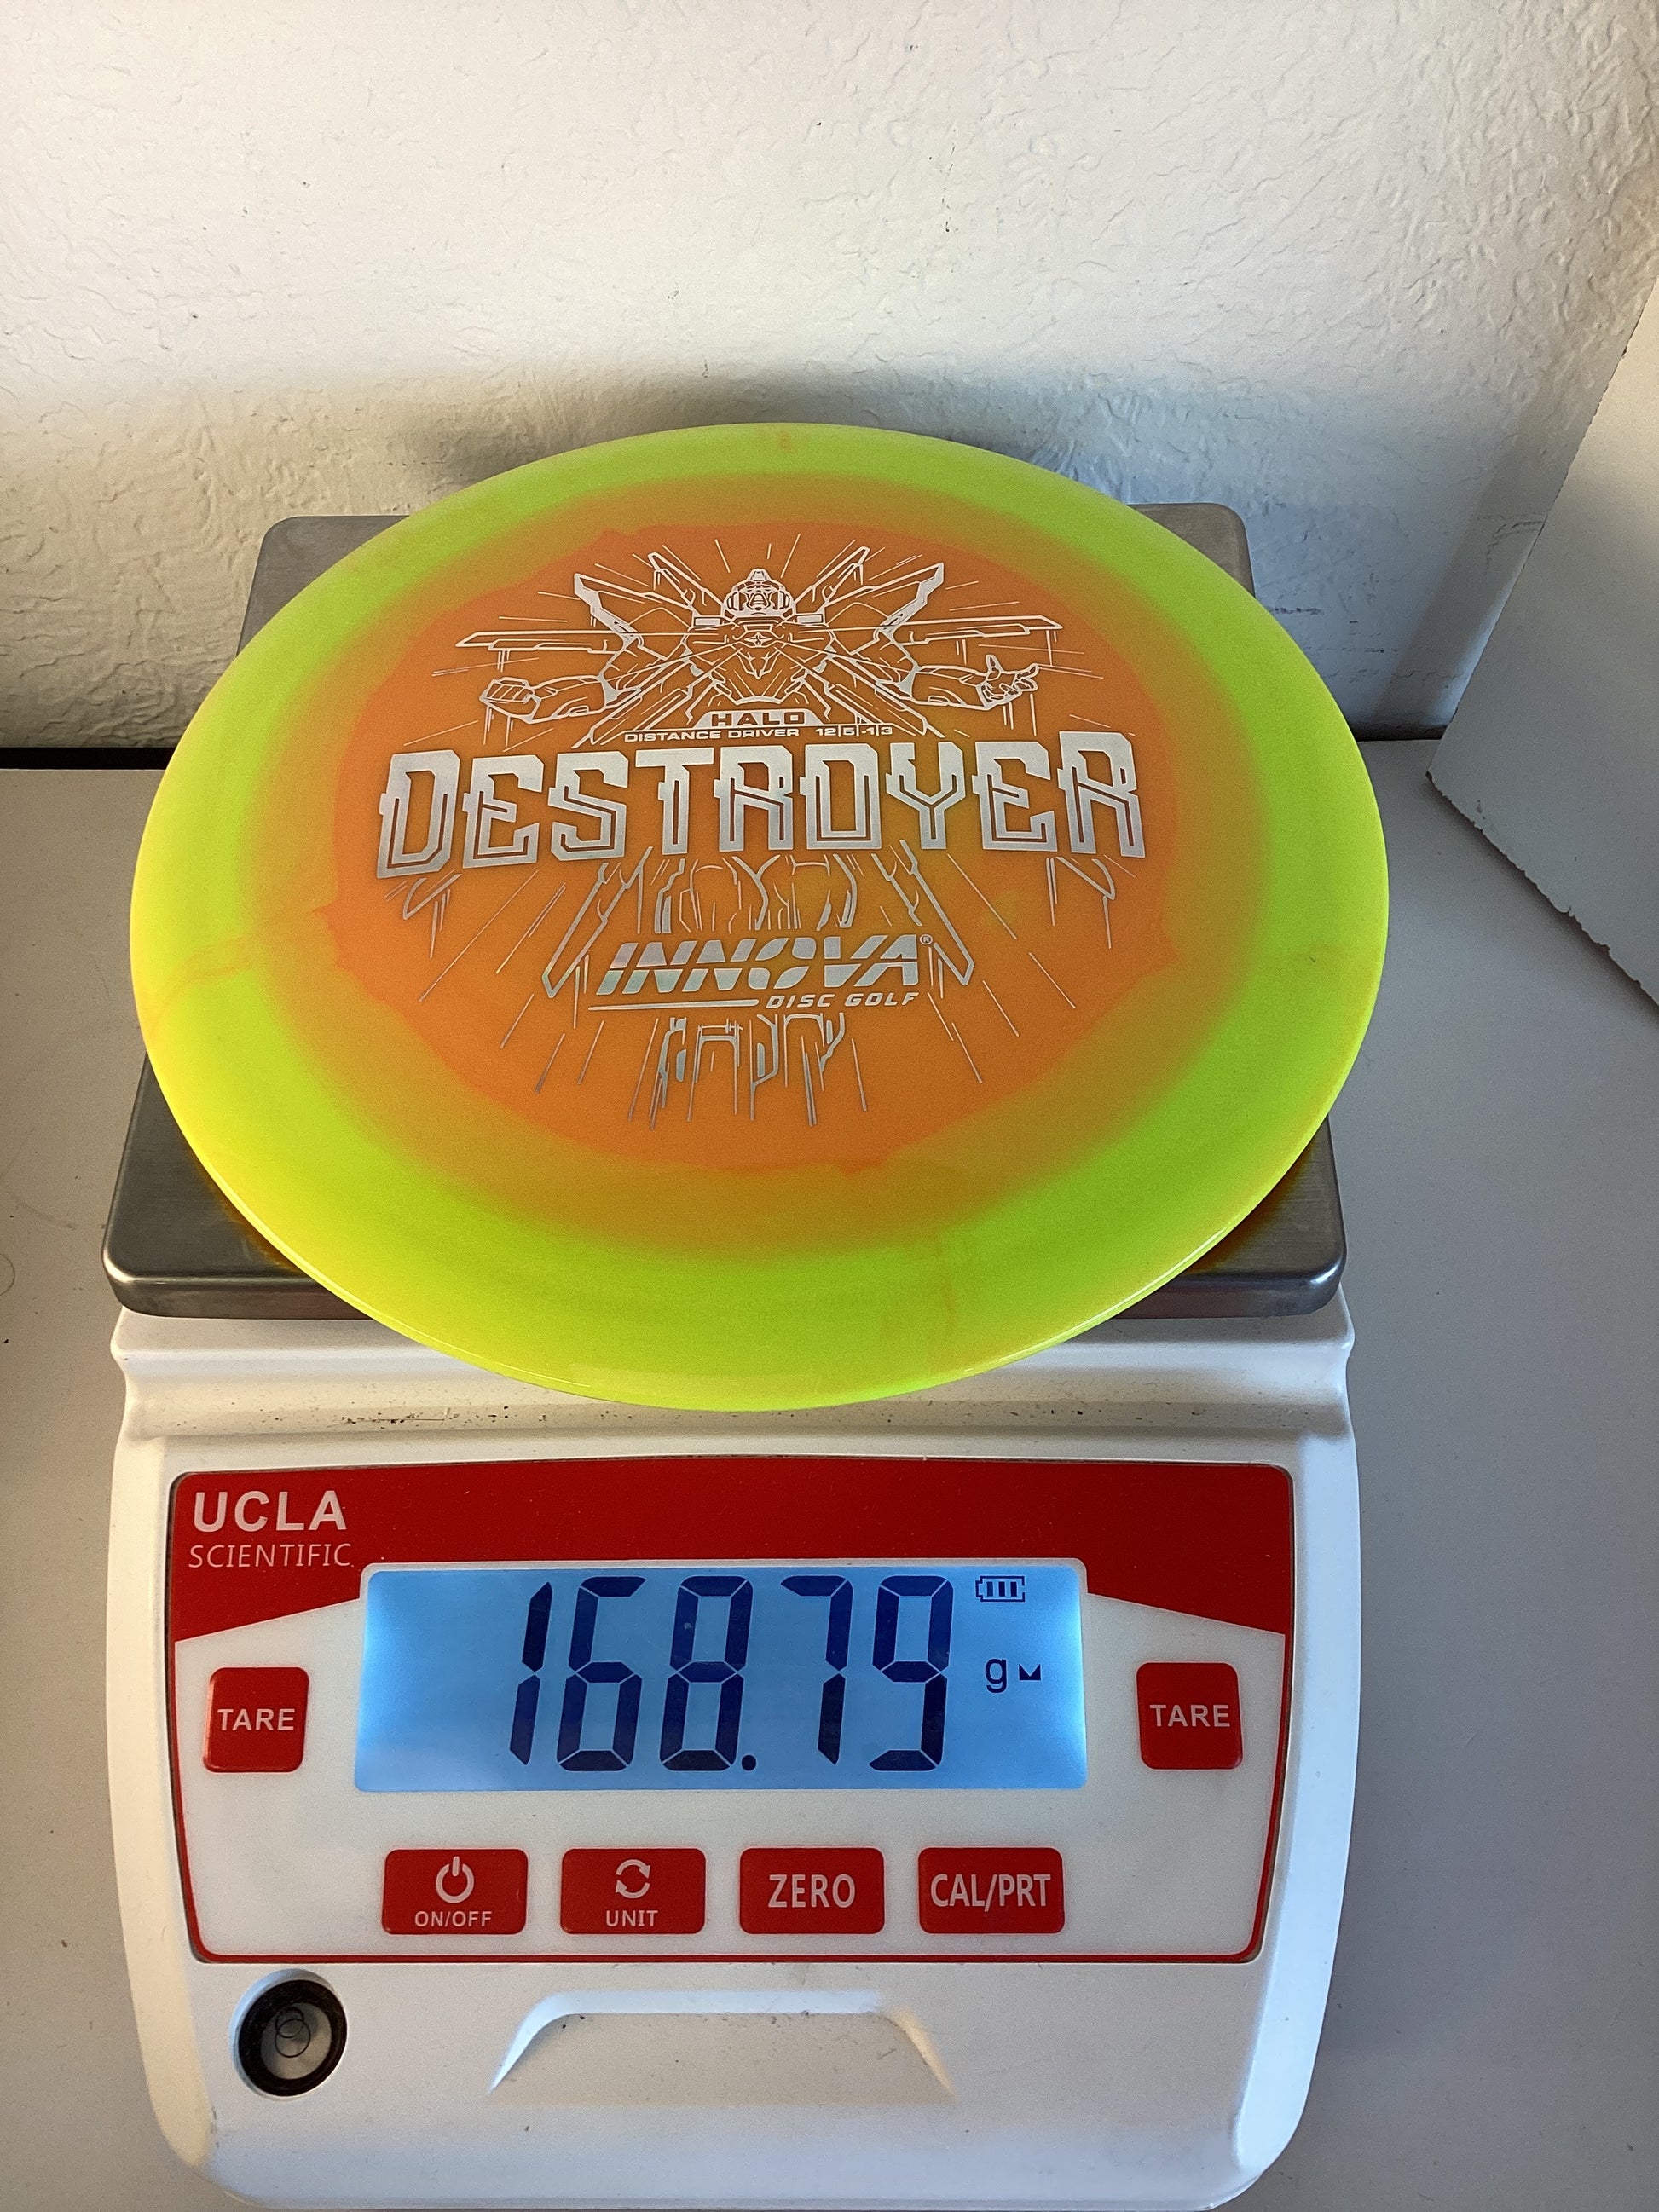 HALO
DISTANCE DRIVER 12|5|-1|3
DESTROYER
INNOVA®
DISC GOLF
UCLA
SCIENTIFIC
168.79 g
TARE
TARE
ON/OFF
UNIT
ZERO
CAL/PRT